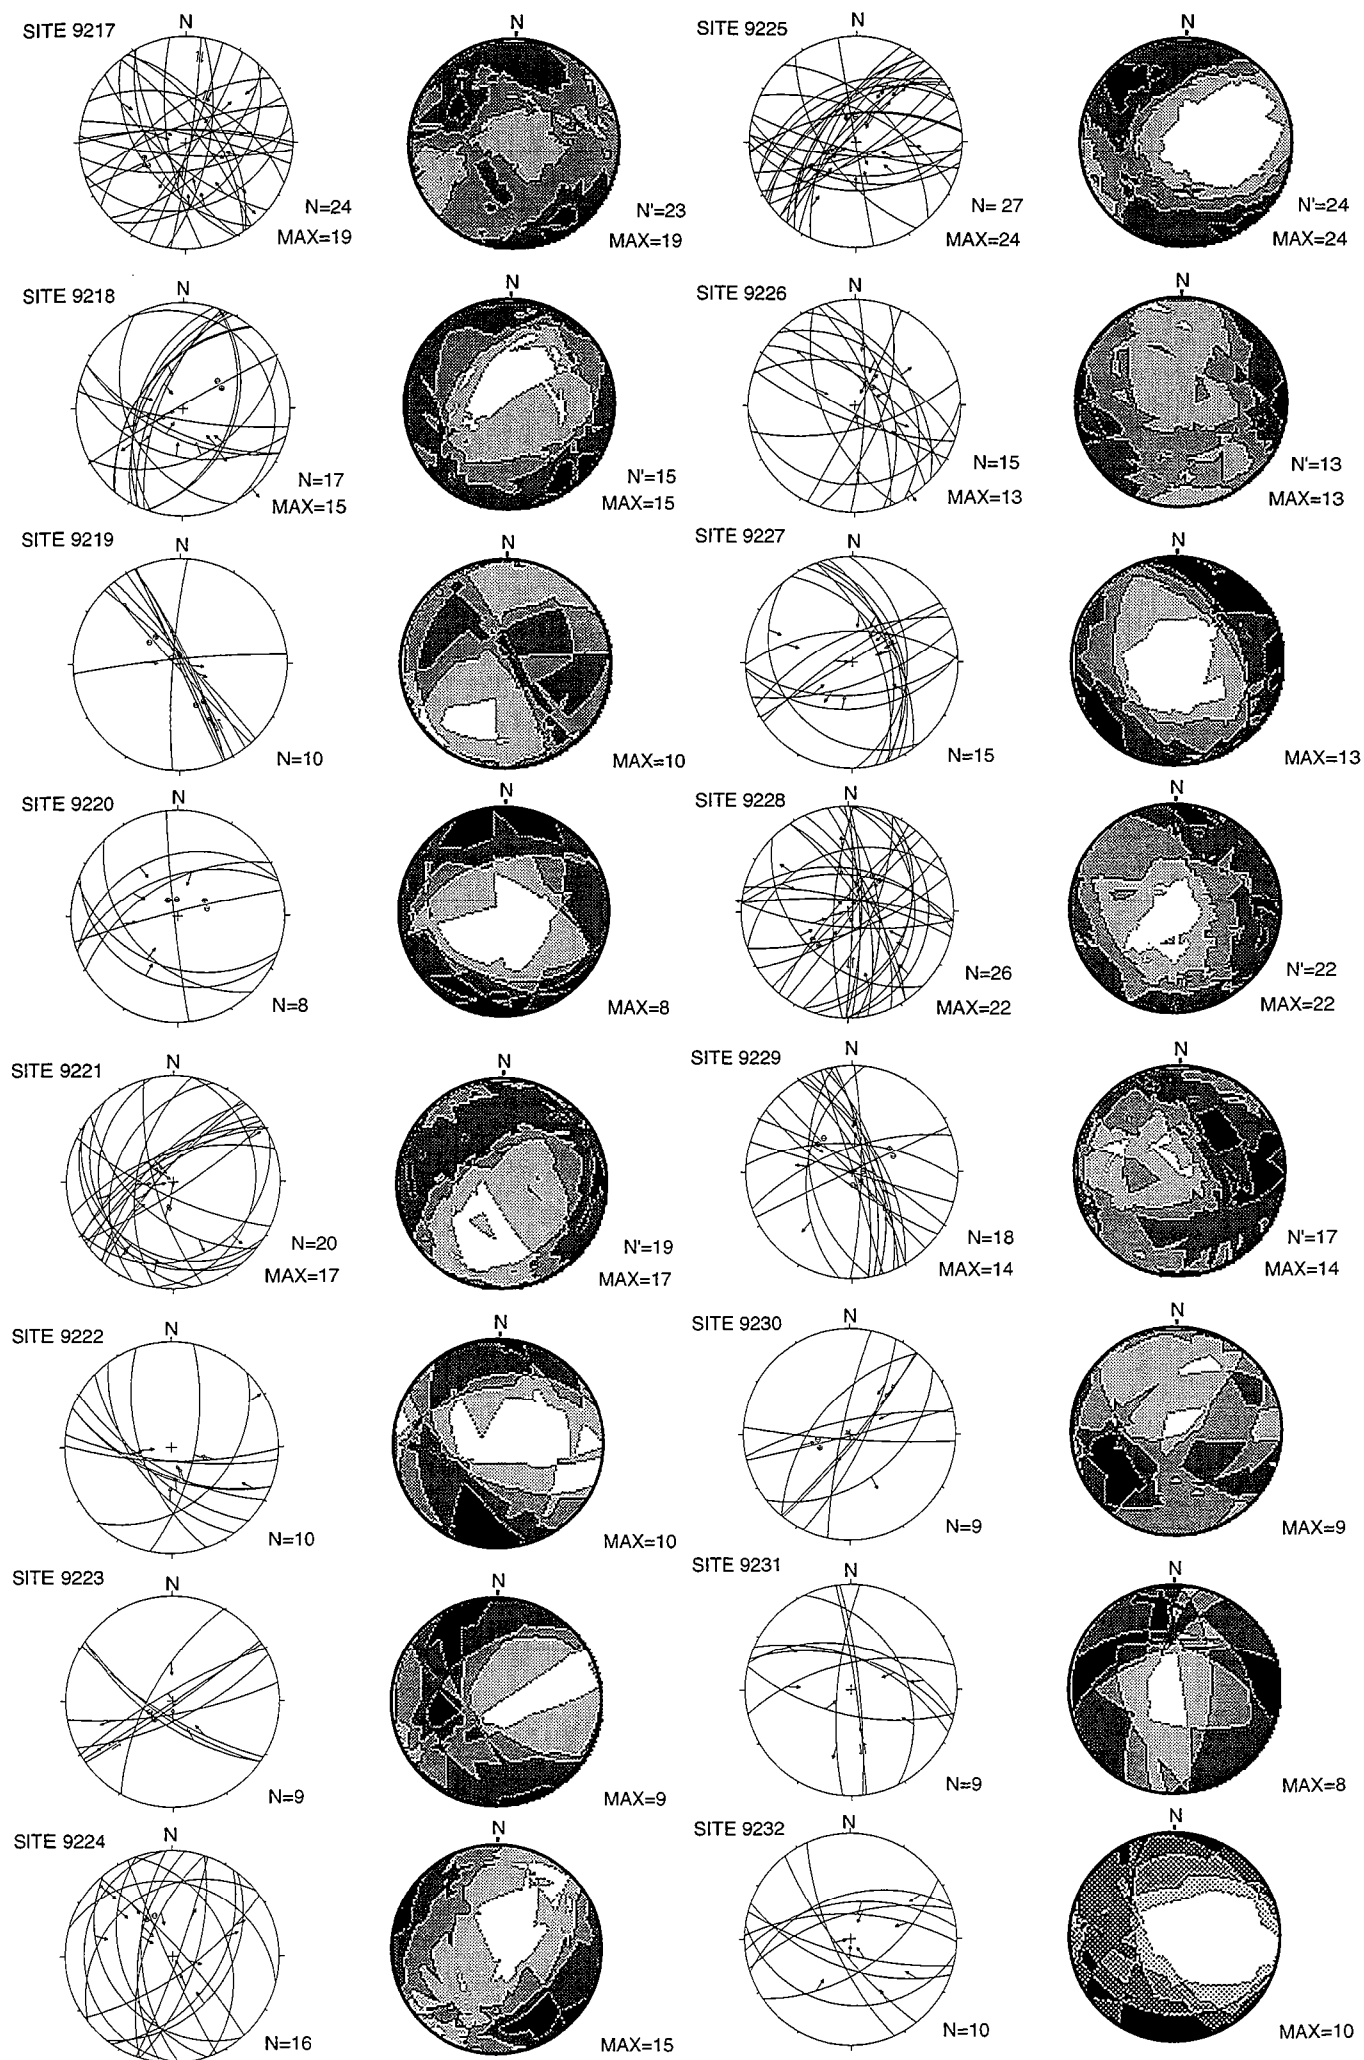 SITE 9217
N
N
N=24
MAX=19
N'=23
MAX=19
SITE 9218
N
N
N=17
MAX=15
N'=15
MAX=15
SITE 9219
N
N
N=10
MAX=10
SITE 9220
N
N
N=8
MAX=8
SITE 9221
N
N
N=20
MAX=17
N'=19
MAX=17
SITE 9222
N
N
N=10
MAX=10
SITE 9223
N
N
N=9
MAX=9
SITE 9224
N
N
N=16
MAX=15
SITE 9225
N
N
N= 27
MAX=24
N'=24
MAX=24
SITE 9226
N
N
N=15
MAX=13
N'=13
MAX=13
SITE 9227
N
N
N=15
MAX=13
SITE 9228
N
N
N=26
MAX=22
N'=22
MAX=22
SITE 9229
N
N
N=18
MAX=14
N'=17
MAX=14
SITE 9230
N
N
N=9
MAX=9
SITE 9231
N
N
N=9
MAX=8
SITE 9232
N
N
N=10
MAX=10